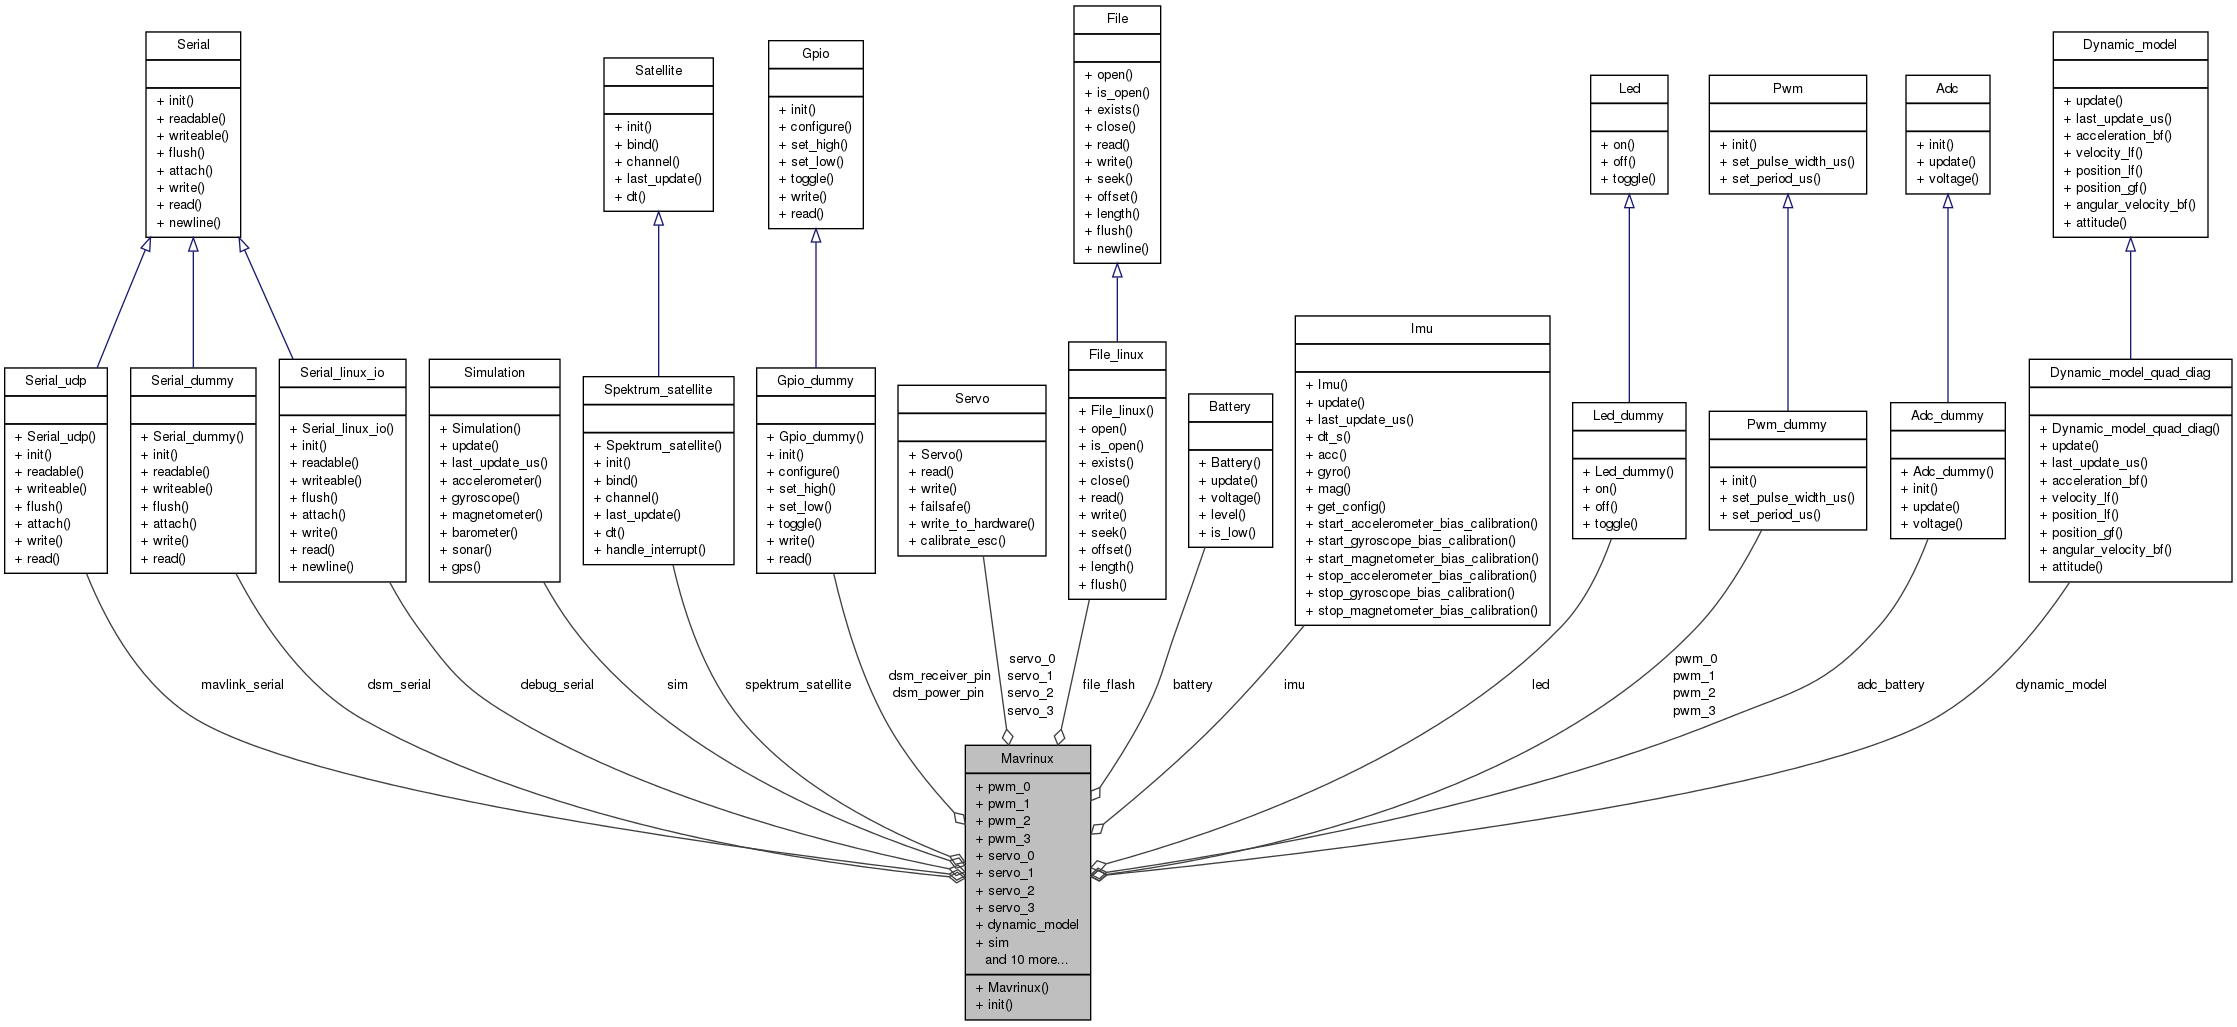 Serial
+ init()
+ readable()
+ writeable()
+ flush()
+ attach()
+ write()
+ read()
+ newline()
Satellite
+ init()
+ bind()
+ channel()
+ last_update()
+ dt()
Gpio
+ init()
+ configure()
+ set_high()
+ set_low()
+ toggle()
+ write()
+ read()
File
+ open()
+ is_open()
+ exists()
+ close()
+ read()
+ write()
+ seek()
+ offset()
+ length()
+ flush()
+ newline()
Led
+ on()
+ off()
+ toggle()
Pwm
+ init()
+ set_pulse_width_us()
+ set_period_us()
Adc
+ init()
+ update()
+ voltage()
Dynamic_model
+ update()
+ last_update_us()
+ acceleration_bf()
+ velocity_lf()
+ position_lf()
+ position_gf()
+ angular_velocity_bf()
+ attitude()
Serial_udp
+ Serial_udp()
+ init()
+ readable()
+ writeable()
+ flush()
+ attach()
+ write()
+ read()
Serial_dummy
+ Serial_dummy()
+ init()
+ readable()
+ writeable()
+ flush()
+ attach()
+ write()
+ read()
Serial_linux_io
+ Serial_linux_io()
+ init()
+ readable()
+ writeable()
+ flush()
+ attach()
+ write()
+ read()
+ newline()
Simulation
+ Simulation()
+ update()
+ last_update_us()
+ accelerometer()
+ gyroscope()
+ magnetometer()
+ barometer()
+ sonar()
+ gps()
Spektrum_satellite
+ Spektrum_satellite()
+ init()
+ bind()
+ channel()
+ last_update()
+ dt()
+ handle_interrupt()
Gpio_dummy
+ Gpio_dummy()
+ init()
+ configure()
+ set_high()
+ set_low()
+ toggle()
+ write()
+ read()
Servo
+ Servo()
+ read()
+ write()
+ failsafe()
+ write_to_hardware()
+ calibrate_esc()
File_linux
+ File_linux()
+ open()
+ is_open()
+ exists()
+ close()
+ read()
+ write()
+ seek()
+ offset()
+ length()
+ flush()
Battery
+ Battery()
+ update()
+ voltage()
+ level()
+ is_low()
Imu
+ Imu()
+ update()
+ last_update_us()
+ dt_s()
+ acc()
+ gyro()
+ mag()
+ get_config()
+ start_accelerometer_bias_calibration()
+ start_gyroscope_bias_calibration()
+ start_magnetometer_bias_calibration()
+ stop_accelerometer_bias_calibration()
+ stop_gyroscope_bias_calibration()
+ stop_magnetometer_bias_calibration()
Led_dummy
+ Led_dummy()
+ on()
+ off()
+ toggle()
Pwm_dummy
+ init()
+ set_pulse_width_us()
+ set_period_us()
Adc_dummy
+ Adc_dummy()
+ init()
+ update()
+ voltage()
Dynamic_model_quad_diag
+ Dynamic_model_quad_diag()
+ update()
+ last_update_us()
+ acceleration_bf()
+ velocity_lf()
+ position_lf()
+ position_gf()
+ angular_velocity_bf()
+ attitude()
mavlink_serial
dsm_serial
debug_serial
sim
spektrum_satellite
dsm_receiver_pin
dsm_power_pin
servo_0
servo_1
servo_2
servo_3
file_flash
battery
imu
led
pwm_0
pwm_1
pwm_2
pwm_3
adc_battery
dynamic_model
Mavrinux
+ pwm_0
+ pwm_1
+ pwm_2
+ pwm_3
+ servo_0
+ servo_1
+ servo_2
+ servo_3
+ dynamic_model
+ sim
and 10 more...
+ Mavrinux()
+ init()